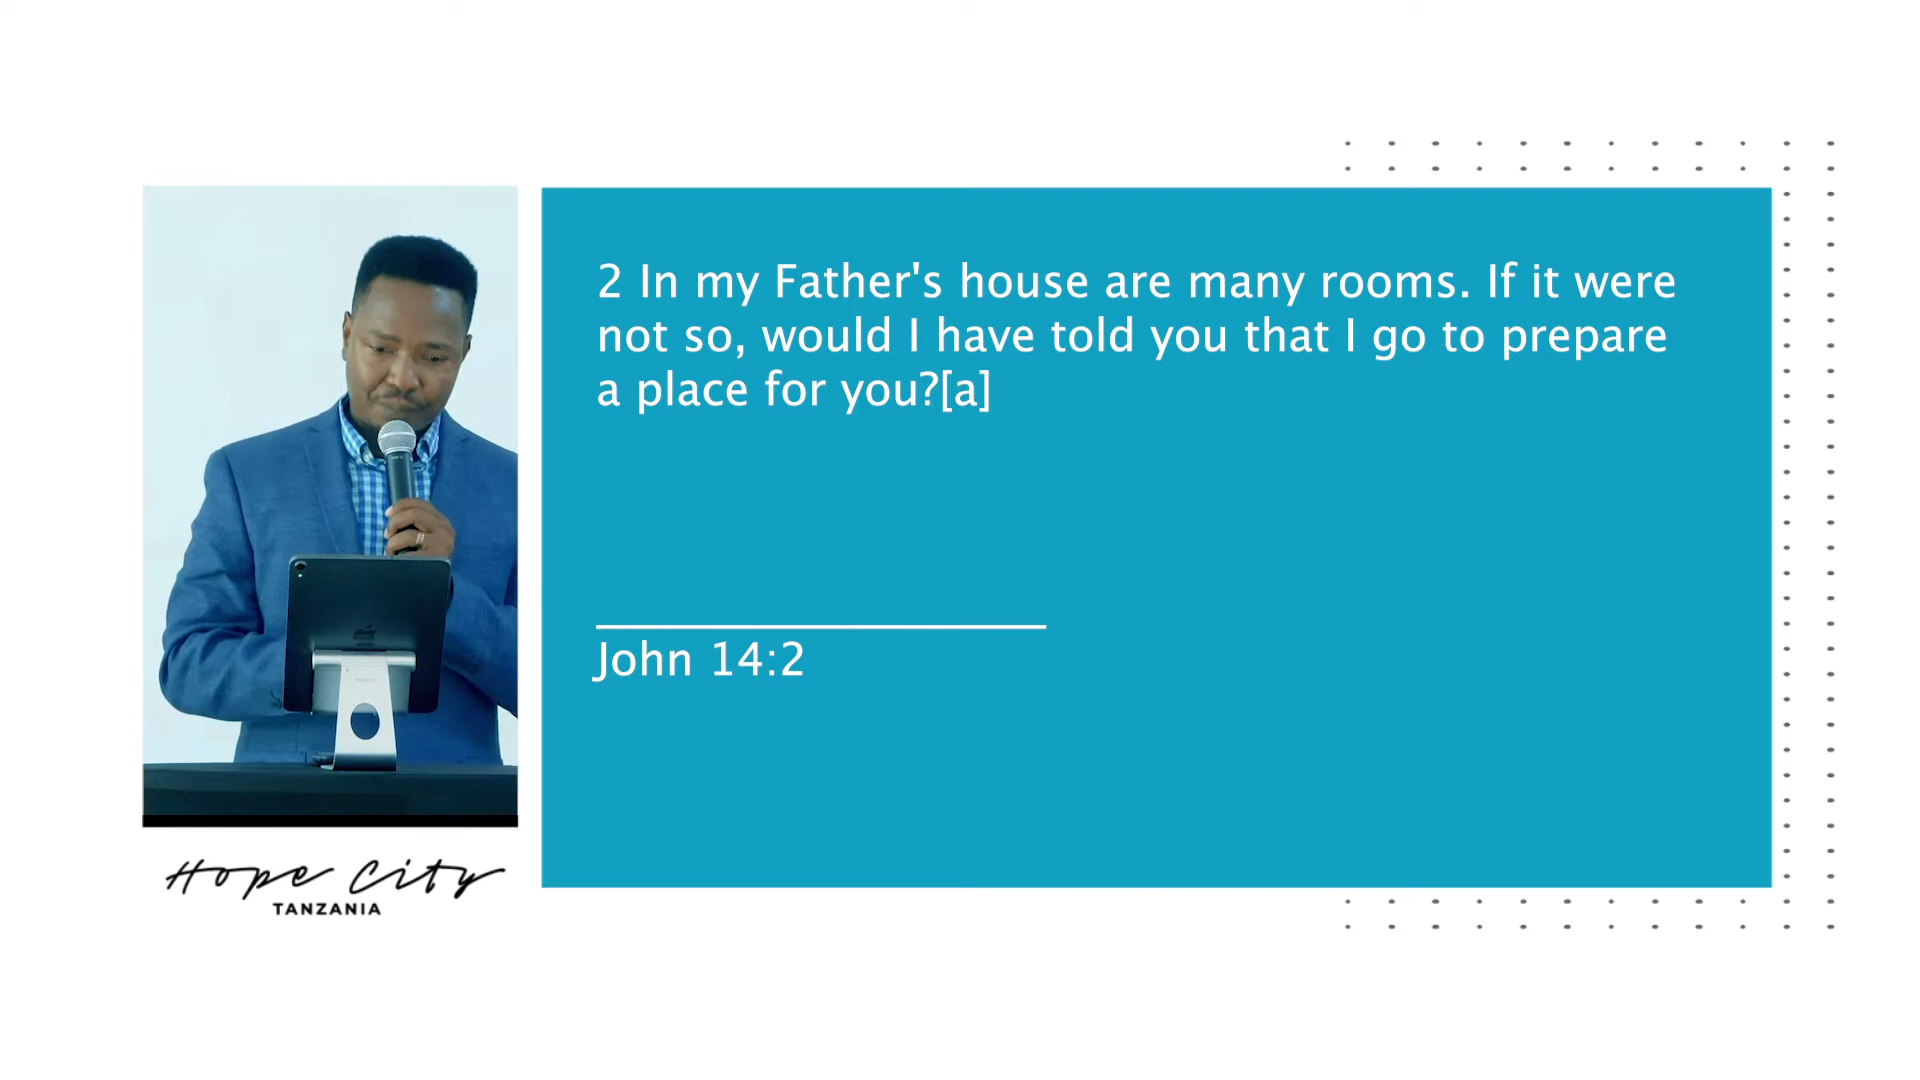 2 In my Father's house are many rooms. If it were
not so, would I have told you that I go to prepare
a place for you?[a]
John 14:2
Hope City
TANZANIA